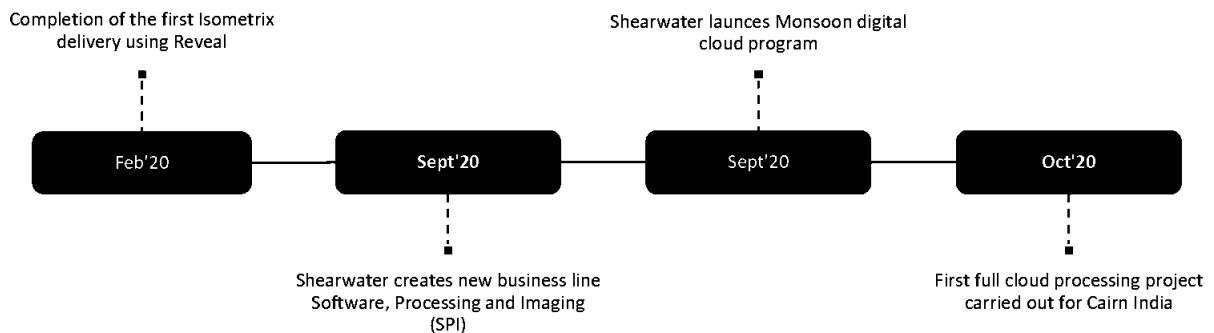 Completion of the first Isometrix
delivery using Reveal
Shearwater launces Monsoon digital
cloud program
Feb'20
Sept'20
Sept'20
Oct'20
Shearwater creates new business line
Software, Processing and Imaging
(SPI)
First full cloud processing project
carried out for Cairn India